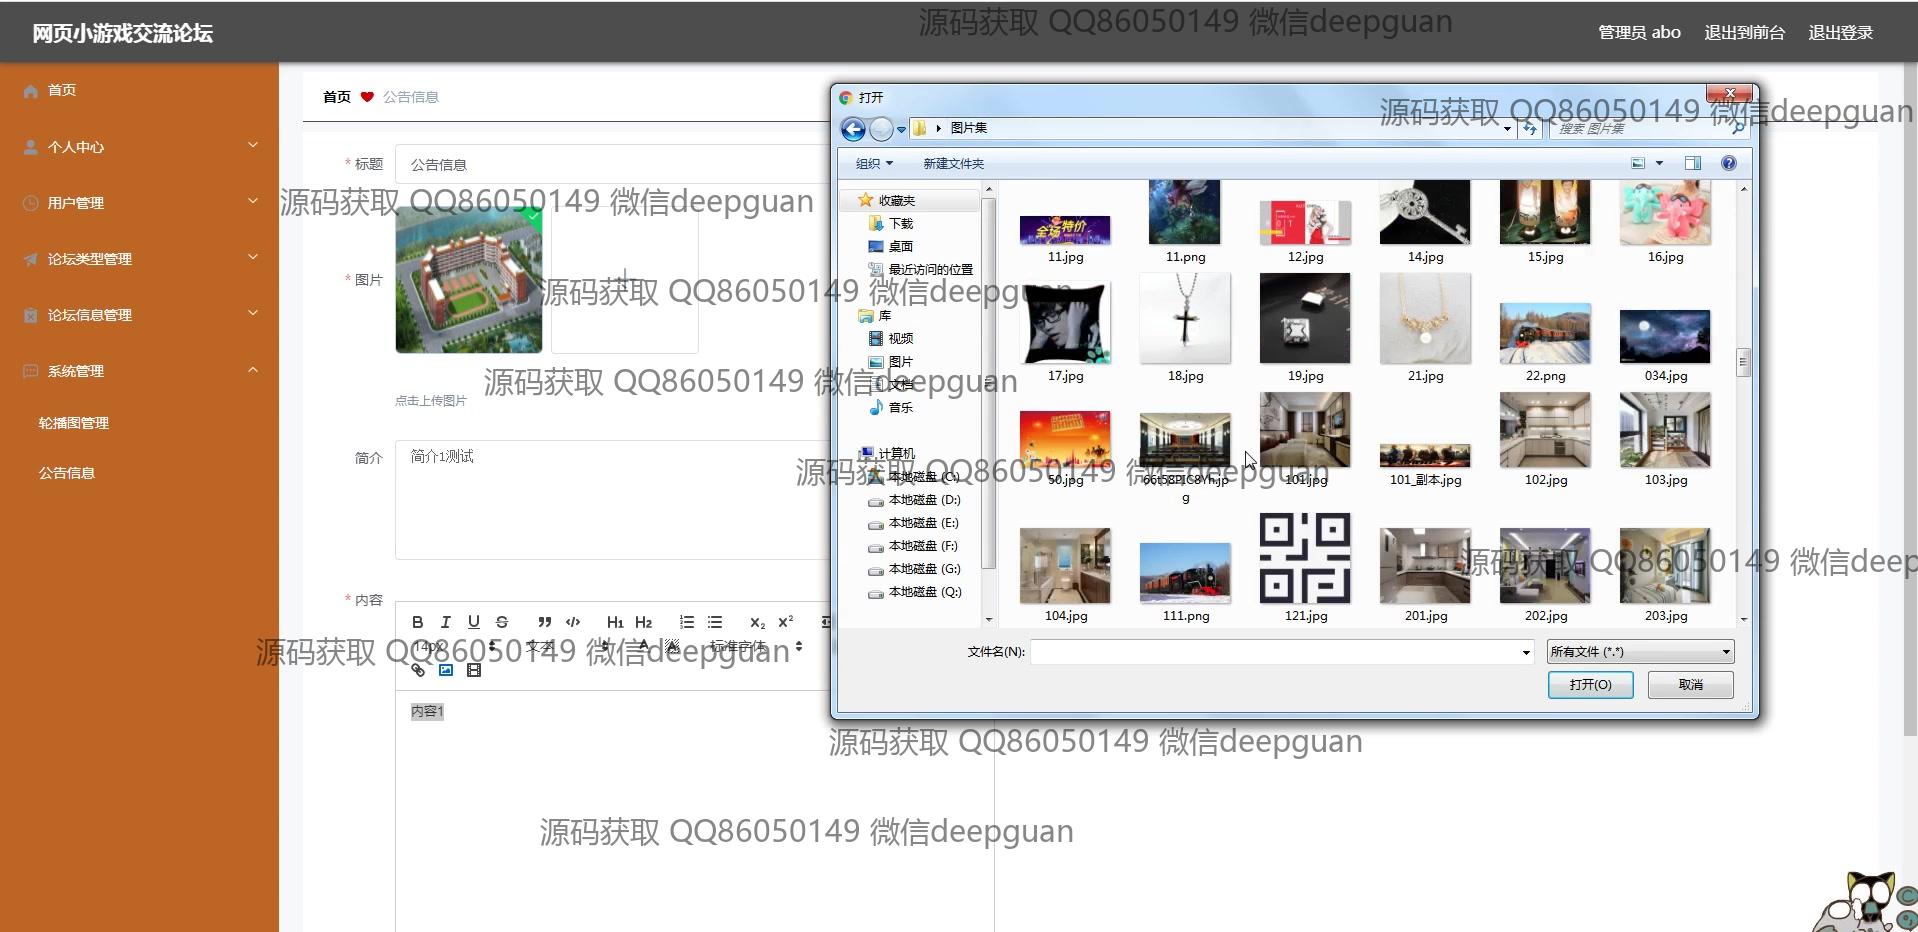 网页小游戏交流论坛
源码获取 QQ86050149 微信deepguan
管理员 abo
退出到前台
退出登录
首页
个人中心
用户管理
论坛类型管理
论坛信息管理
系统管理
轮播图管理
公告信息
首页
公告信息
* 标题
公告信息
源码获取 QQ86050149 微信deepguan
* 图片
源码获取 QQ86050149 微信deepguan
源码获取 QQ86050149 微信deepguan
点击上传图片
简介
简介1测试
* 内容
B I U S
H1 H2
x₂ x²
14px
文本
标准字体
源码获取 QQ86050149 微信deepguan
内容1
打开
图片集
搜索 图片集
源码获取 QQ86050149 微信deepguan
组织
新建文件夹
收藏夹
下载
桌面
最近访问的位置
库
视频
图片
文档
音乐
计算机
本地磁盘 (C:)
本地磁盘 (D:)
本地磁盘 (E:)
本地磁盘 (F:)
本地磁盘 (G:)
本地磁盘 (Q:)
全场特价
11.jpg
11.png
12.jpg
14.jpg
15.jpg
16.jpg
17.jpg
18.jpg
19.jpg
21.jpg
22.png
034.jpg
50.jpg
66t58PIC8Yh.jp
g
101.jpg
101_副本.jpg
102.jpg
103.jpg
源码获取 QQ86050149 微信deepguan
104.jpg
111.png
121.jpg
201.jpg
202.jpg
203.jpg
源码获取 QQ86050149 微信deep
文件名(N):
所有文件 (*.*)
打开(O)
取消
源码获取 QQ86050149 微信deepguan
源码获取 QQ86050149 微信deepguan